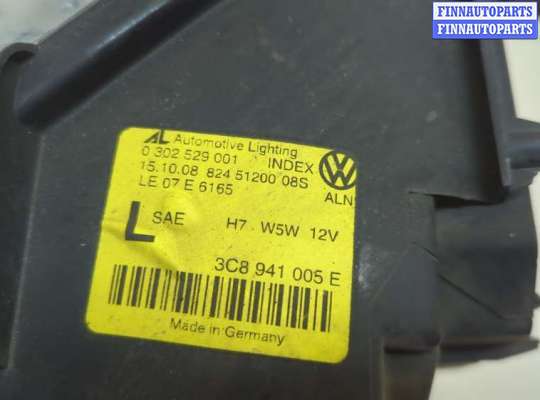 FINNAUTOPARTS
FINNAUTOPARTS
AL Automotive Lighting
0 302 529 001 INDEX
15.10.08 824 51200 08S
LE 07 E 6165
ALN
L SAE H7 W5W 12V
3C8 941 005 E
Made in Germany